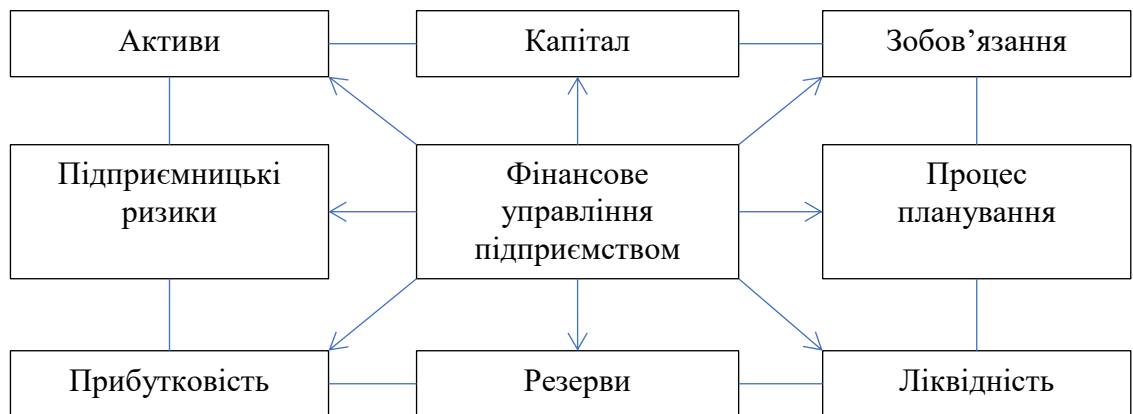 Активи
Капітал
Зобов’язання
Підприємницькі
ризики
Фінансове
управління
підприємством
Процес
планування
Прибутковість
Резерви
Ліквідність